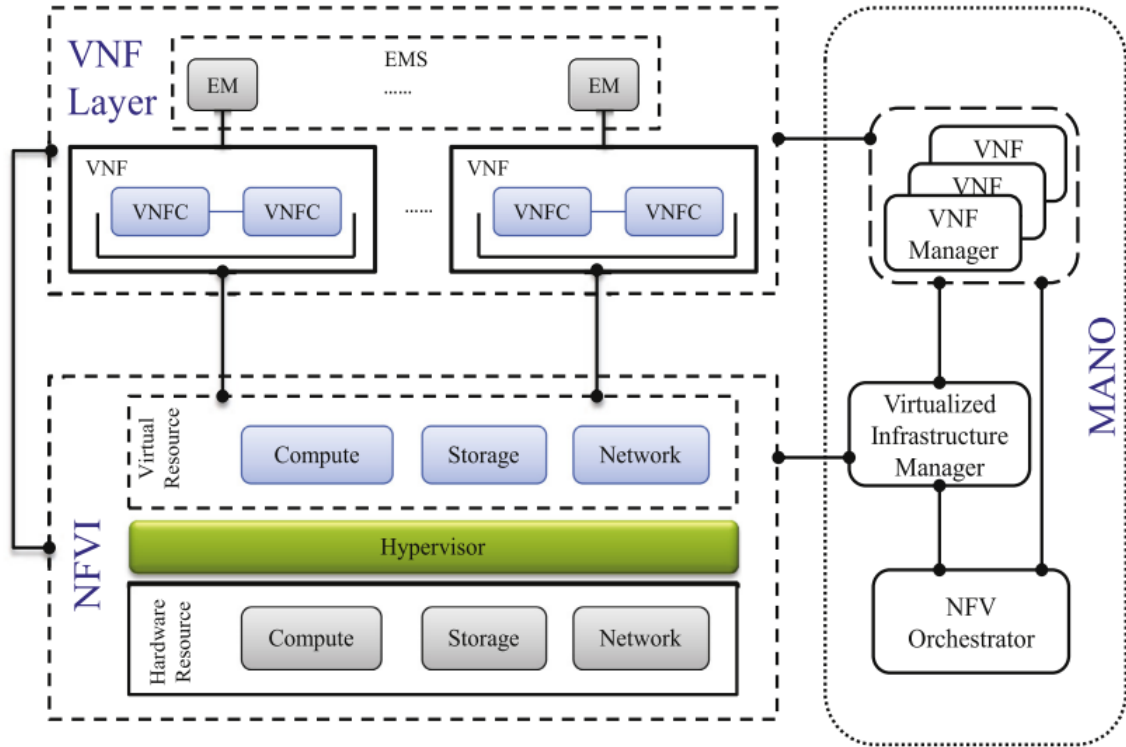 VNF
Layer
EMS
EM
......
EM
VNF
VNFC
VNFC
......
VNF
VNFC
VNFC
NFVI
Virtual
Resource
Compute
Storage
Network
Hypervisor
Hardware
Resource
Compute
Storage
Network
MANO
VNF
VNF
VNF
Manager
Virtualized
Infrastructure
Manager
NFV
Orchestrator